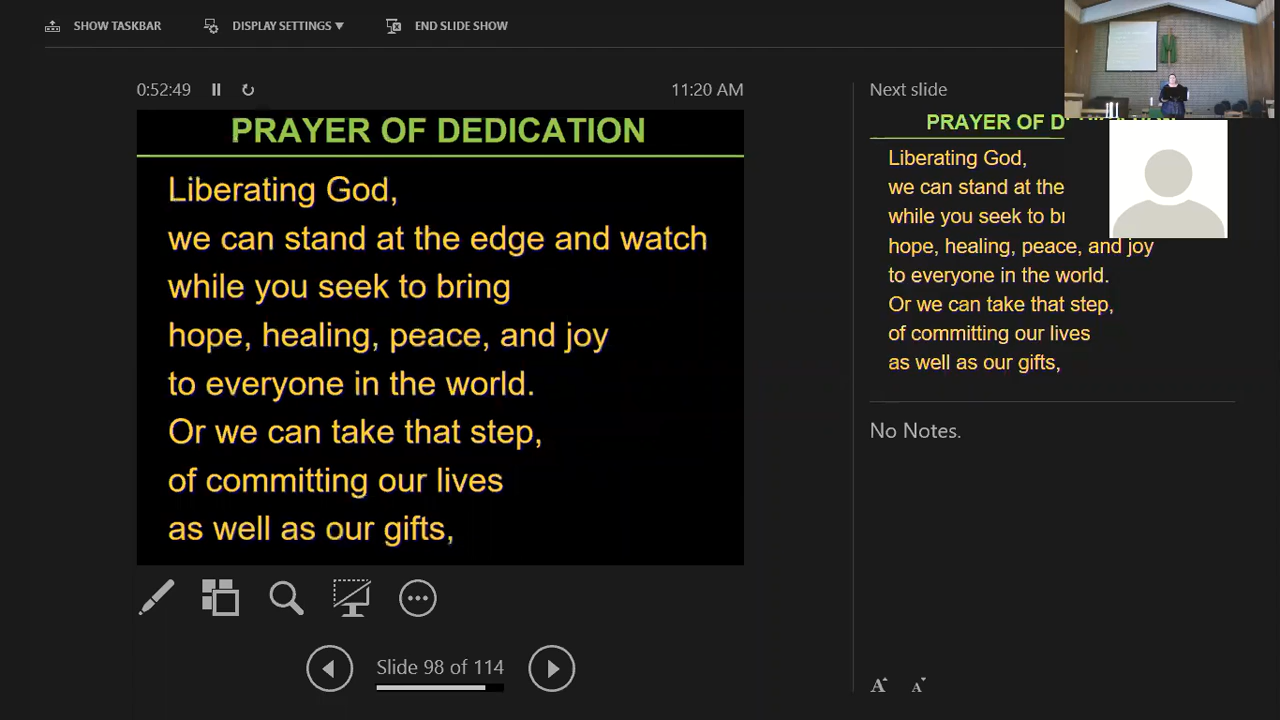 SHOW TASKBAR
DISPLAY SETTINGS
END SLIDE SHOW
0:52:49
11:20 AM
PRAYER OF DEDICATION
Liberating God,
we can stand at the edge and watch
while you seek to bring
hope, healing, peace, and joy
to everyone in the world.
Or we can take that step,
of committing our lives
as well as our gifts,
Slide 98 of 114
Next slide
PRAYER OF
Liberating God,
we can stand at the
while you seek to
hope, healing, peace, and joy
to everyone in the world.
Or we can take that step,
of committing our lives
as well as our gifts,
No Notes.
A A